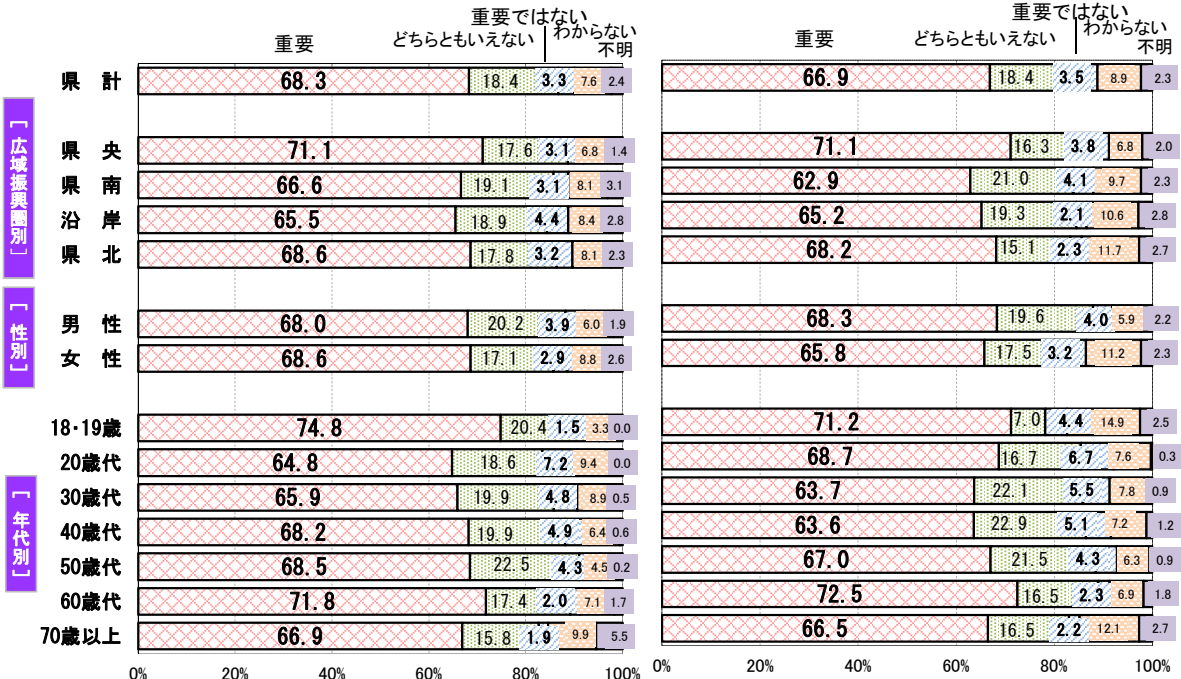 重要ではない
重要 どちらともいえない わからない
不明
県 計 68.3 18.4 3.3 7.6 2.4
[広域振興圏別]
県 央 71.1 17.6 3.1 6.8 1.4
県 南 66.6 19.1 3.1 8.1 3.1
沿 岸 65.5 18.9 4.4 8.4 2.8
県 北 68.6 17.8 3.2 8.1 2.3
[性別]
男 性 68.0 20.2 3.9 6.0 1.9
女 性 68.6 17.1 2.9 8.8 2.6
[年代別]
18・19歳 74.8 20.4 1.5 3.3 0.0
20歳代 64.8 18.6 7.2 9.4 0.0
30歳代 65.9 19.9 4.8 8.9 0.5
40歳代 68.2 19.9 4.9 6.4 0.6
50歳代 68.5 22.5 4.3 4.5 0.2
60歳代 71.8 17.4 2.0 7.1 1.7
70歳以上 66.9 15.8 1.9 9.9 5.5
0% 20% 40% 60% 80% 100%
重要ではない
重要 どちらともいえない わからない
不明
66.9 18.4 3.5 8.9 2.3
71.1 16.3 3.8 6.8 2.0
62.9 21.0 4.1 9.7 2.3
65.2 19.3 2.1 10.6 2.8
68.2 15.1 2.3 11.7 2.7
68.3 19.6 4.0 5.9 2.2
65.8 17.5 3.2 11.2 2.3
71.2 7.0 4.4 14.9 2.5
68.7 16.7 6.7 7.6 0.3
63.7 22.1 5.5 7.8 0.9
63.6 22.9 5.1 7.2 1.2
67.0 21.5 4.3 6.3 0.9
72.5 16.5 2.3 6.9 1.8
66.5 16.5 2.2 12.1 2.7
0% 20% 40% 60% 80% 100%